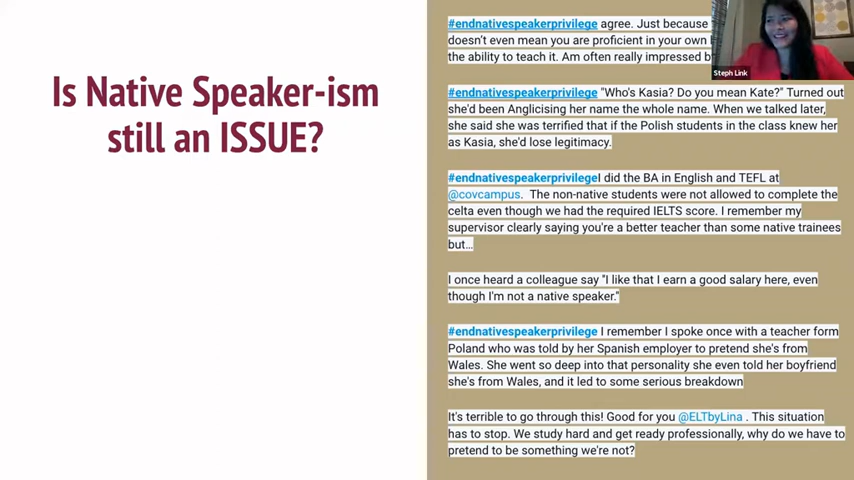 Is Native Speaker-ism
still an ISSUE?
#endnativespeakerprivilege agree. Just because
doesn't even mean you are proficient in your own
the ability to teach it. Am often really impressed
Steph Link
#endnativespeakerprivilege "Who's Kasia? Do you mean Kate?" Turned out
she'd been Anglicising her name the whole name. When we talked later,
she said she was terrified that if the Polish students in the class knew her
as Kasia, she'd lose legitimacy.
#endnativespeakerprivilegeI did the BA in English and TEFL at
@covcampus. The non-native students were not allowed to complete the
celta even though we had the required IELTS score. I remember my
supervisor clearly saying you're a better teacher than some native trainees
but...
I once heard a colleague say "I like that I earn a good salary here, even
though I'm not a native speaker."
#endnativespeakerprivilege I remember I spoke once with a teacher form
Poland who was told by her Spanish employer to pretend she's from
Wales. She went so deep into that personality she even told her boyfriend
she's from Wales, and it led to some serious breakdown
It's terrible to go through this! Good for you @ELTbyLina . This situation
has to stop. We study hard and get ready professionally, why do we have to
pretend to be something we're not?